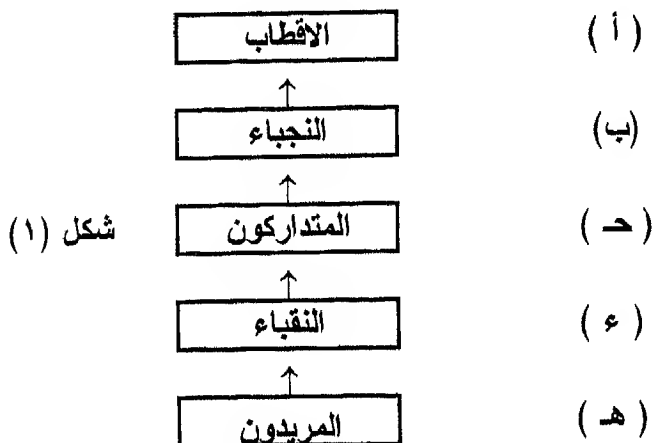 ( أ ) الاقطاب
(ب) النجباء
( حـ ) المتداركون شكل (١)
( ء ) النقباء
( هـ ) المريدون